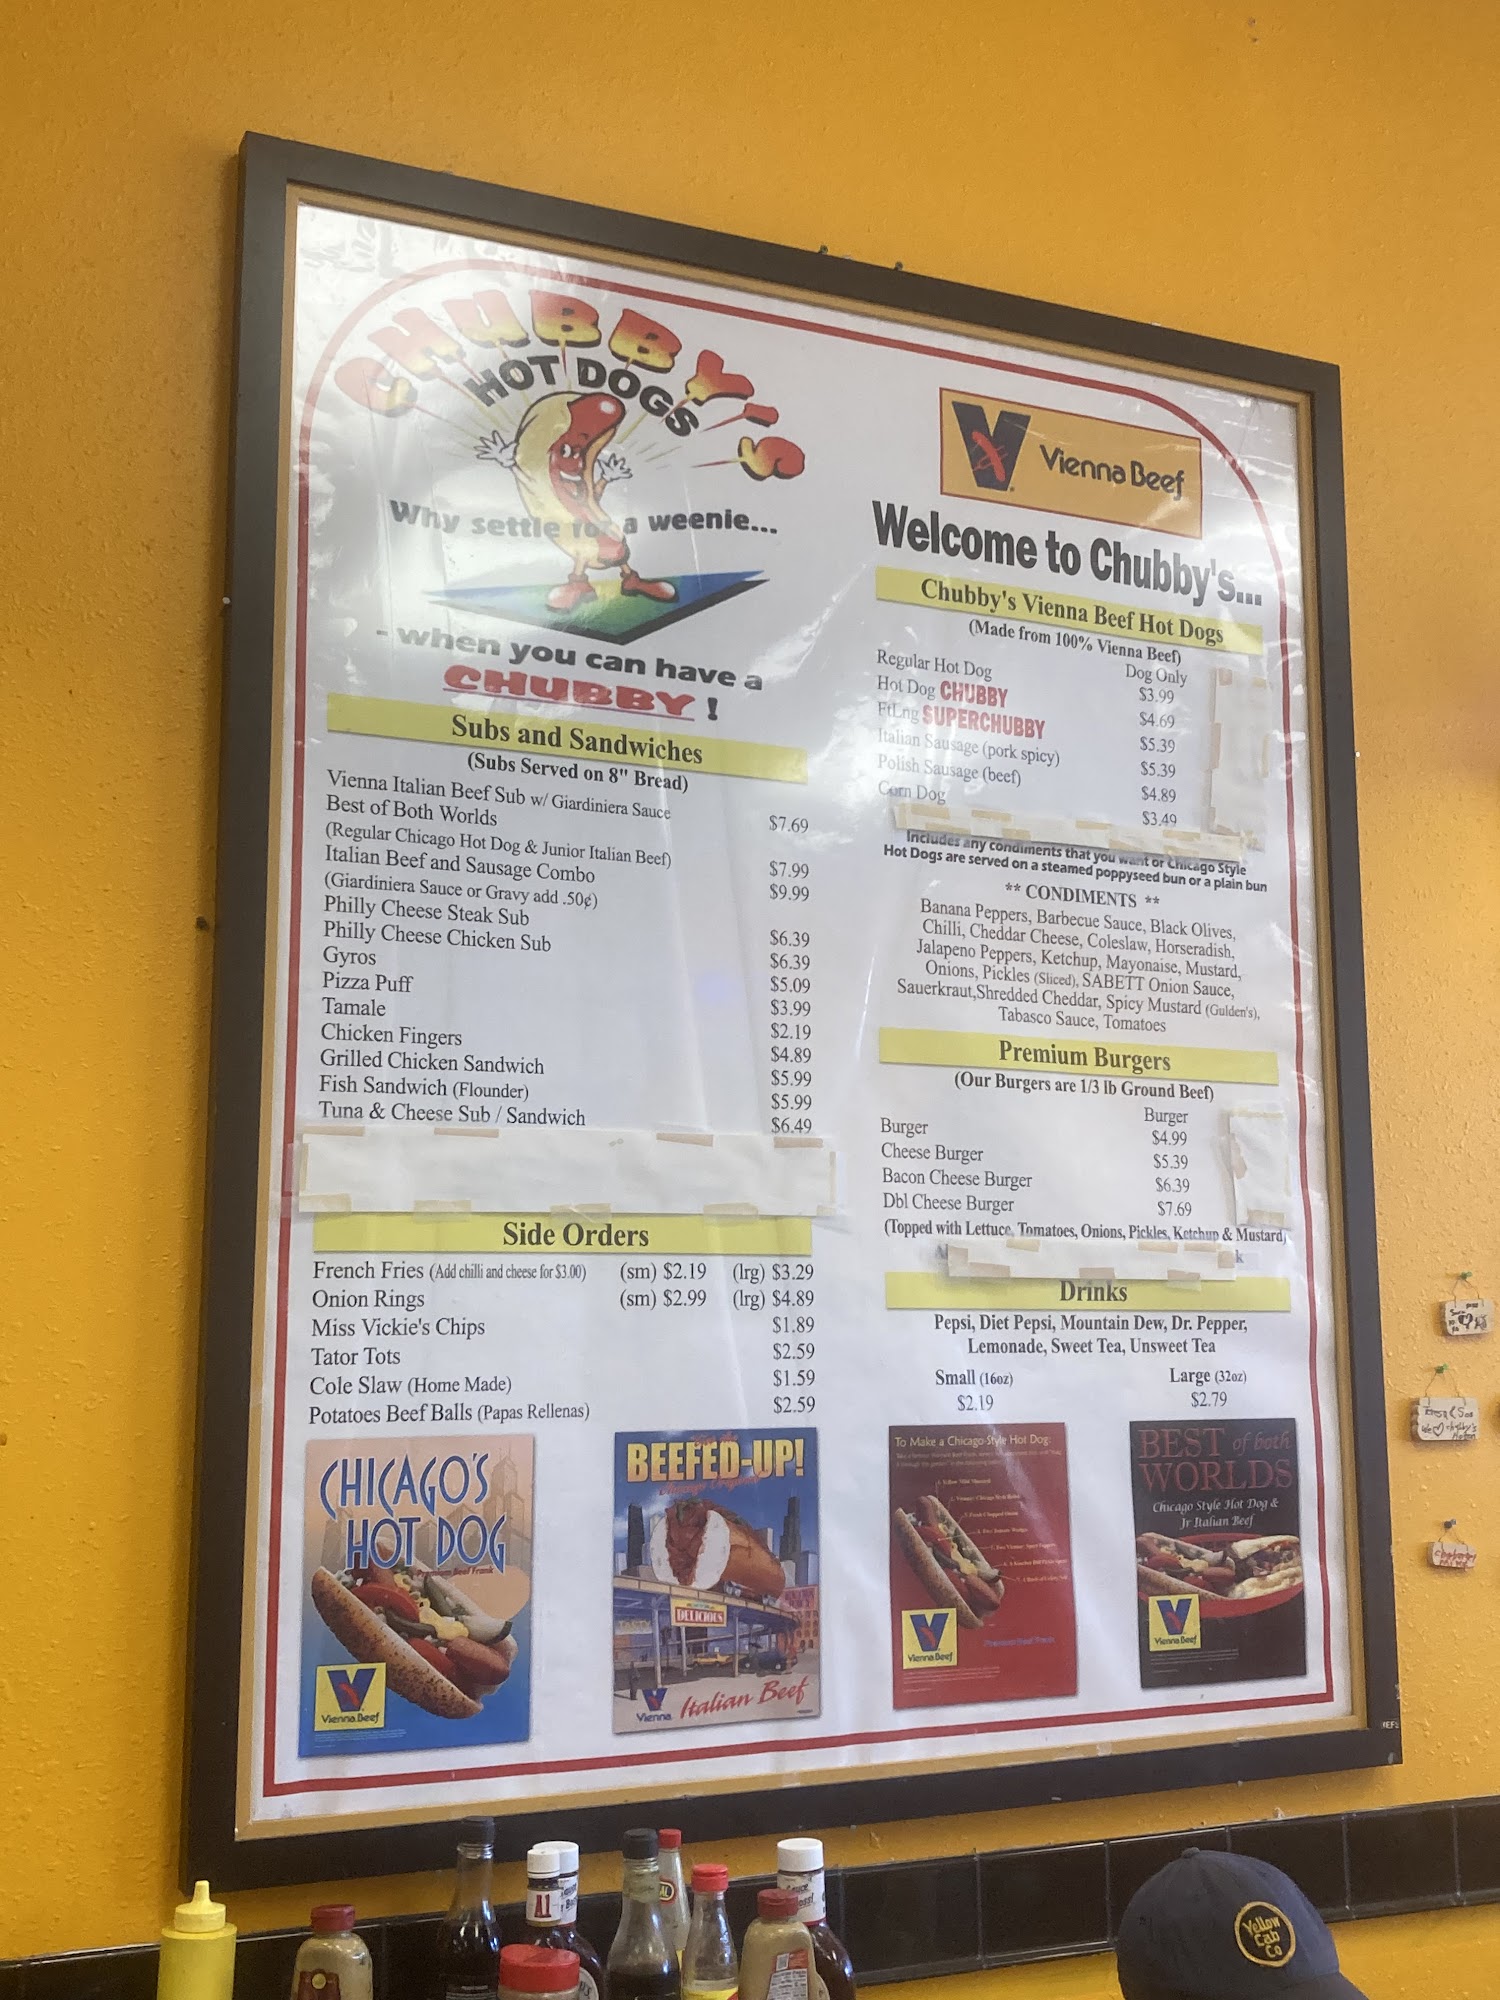 CHUBBY'S
HOT DOGS
Why settle for a weenie...
- when you can have a
CHUBBY !
Subs and Sandwiches
(Subs Served on 8" Bread)
Vienna Italian Beef Sub w/ Giardiniera Sauce $7.69
Best of Both Worlds
(Regular Chicago Hot Dog & Junior Italian Beef) $7.99
Italian Beef and Sausage Combo $9.99
(Giardiniera Sauce or Gravy add .50¢)
Philly Cheese Steak Sub $6.39
Philly Cheese Chicken Sub $6.39
Gyros $5.09
Pizza Puff $3.99
Tamale $2.19
Chicken Fingers $4.89
Grilled Chicken Sandwich $5.99
Fish Sandwich (Flounder) $5.99
Tuna & Cheese Sub / Sandwich $6.49
Side Orders
French Fries (Add chilli and cheese for $3.00) (sm) $2.19 (lrg) $3.29
Onion Rings (sm) $2.99 (lrg) $4.89
Miss Vickie's Chips $1.89
Tator Tots $2.59
Cole Slaw (Home Made) $1.59
Potatoes Beef Balls (Papas Rellenas) $2.59
V
Vienna Beef
Welcome to Chubby's...
Chubby's Vienna Beef Hot Dogs
(Made from 100% Vienna Beef)
Dog Only
Regular Hot Dog $3.99
Hot Dog CHUBBY $4.69
FtLng SUPERCHUBBY $5.39
Italian Sausage (pork spicy) $5.39
Polish Sausage (beef) $4.89
Corn Dog $3.49
Includes any condiments that you want or Chicago Style
Hot Dogs are served on a steamed poppyseed bun or a plain bun
** CONDIMENTS **
Banana Peppers, Barbecue Sauce, Black Olives,
Chilli, Cheddar Cheese, Coleslaw, Horseradish,
Jalapeno Peppers, Ketchup, Mayonaise, Mustard,
Onions, Pickles (Sliced), SABETT Onion Sauce,
Sauerkraut,Shredded Cheddar, Spicy Mustard (Gulden's),
Tabasco Sauce, Tomatoes
Premium Burgers
(Our Burgers are 1/3 lb Ground Beef)
Burger
Burger $4.99
Cheese Burger $5.39
Bacon Cheese Burger $6.39
Dbl Cheese Burger $7.69
(Topped with Lettuce, Tomatoes, Onions, Pickles, Ketchup & Mustard)
Drinks
Pepsi, Diet Pepsi, Mountain Dew, Dr. Pepper,
Lemonade, Sweet Tea, Unsweet Tea
Small (16oz) Large (32oz)
$2.19 $2.79
CHICAGO'S
HOT DOG
Premium Beef Frank
V
Vienna Beef
BEEFED-UP!
DELICIOUS
Vienna
Italian Beef
To Make a Chicago-Style Hot Dog:
V
Vienna Beef
BEST of both
WORLDS
Chicago Style Hot Dog &
Jr Italian Beef
V
Vienna Beef
A1
Yellow
Cab
Co